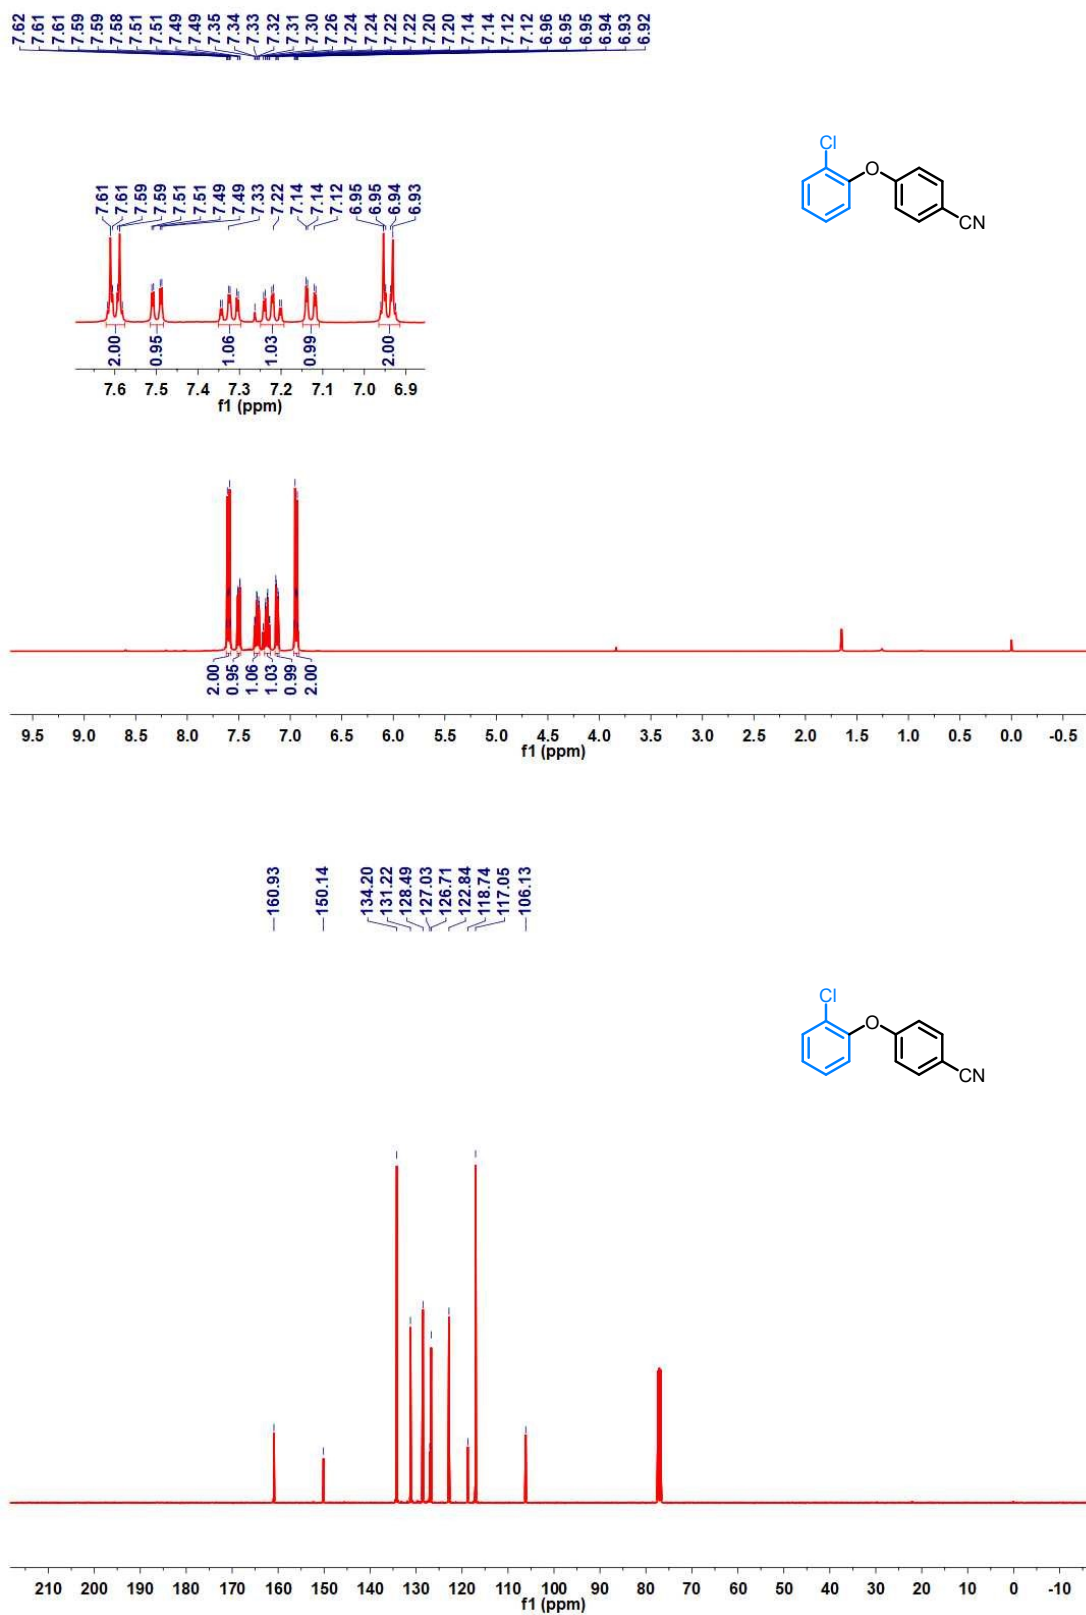 7.62 7.61 7.61 7.59 7.59 7.58 7.51 7.51 7.49 7.49 7.35 7.34 7.33 7.32 7.31 7.30 7.26 7.24 7.24 7.22 7.22 7.20 7.20 7.14 7.14 7.12 7.12 6.96 6.95 6.95 6.94 6.93 6.92
Cl
O
CN
7.61 7.61 7.59 7.59 7.51 7.51 7.49 7.49 7.33 7.22 7.14 7.14 7.12 6.95 6.95 6.94 6.93
2.00 0.95 1.06 1.03 0.99 2.00
7.6 7.5 7.4 7.3 7.2 7.1 7.0 6.9
f1 (ppm)
2.00 0.95 1.06 1.03 0.99 2.00
9.5 9.0 8.5 8.0 7.5 7.0 6.5 6.0 5.5 5.0 4.5 4.0 3.5 3.0 2.5 2.0 1.5 1.0 0.5 0.0 -0.5
f1 (ppm)
160.93 150.14 134.20 131.22 128.49 127.03 126.71 122.84 118.74 117.05 106.13
Cl
O
CN
210 200 190 180 170 160 150 140 130 120 110 100 90 80 70 60 50 40 30 20 10 0 -10
f1 (ppm)